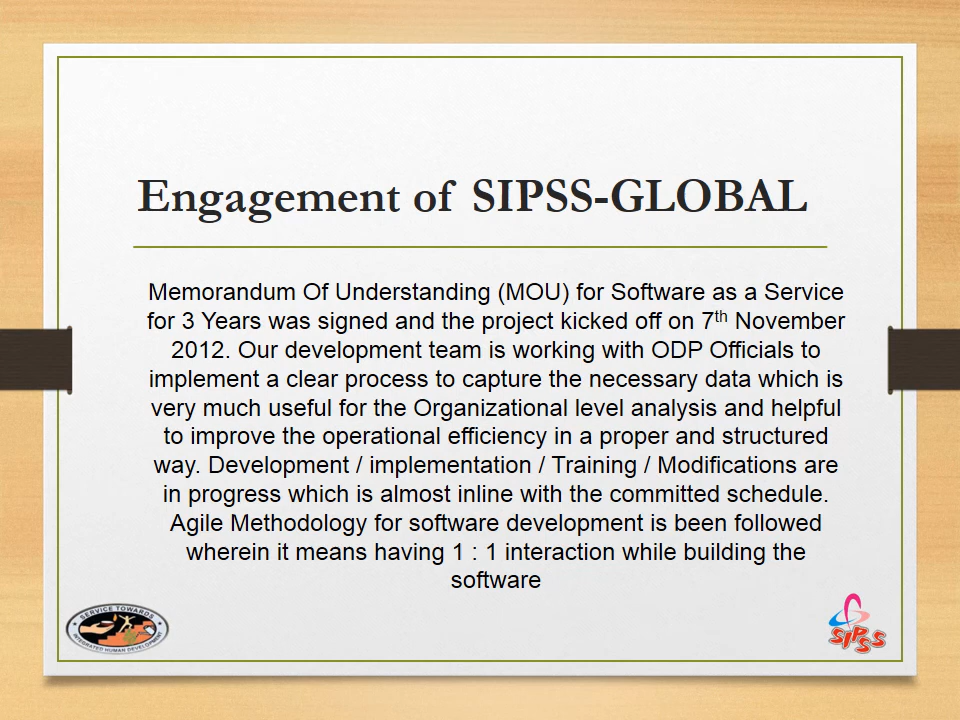 Engagement of SIPSS-GLOBAL
Memorandum Of Understanding (MOU) for Software as a Service
for 3 Years was signed and the project kicked off on 7th November
2012. Our development team is working with ODP Officials to
implement a clear process to capture the necessary data which is
very much useful for the Organizational level analysis and helpful
to improve the operational efficiency in a proper and structured
way. Development / implementation / Training / Modifications are
in progress which is almost inline with the committed schedule.
Agile Methodology for software development is been followed
wherein it means having 1 : 1 interaction while building the
software
SERVICE TOWARDS
INTEGRATED HUMAN DEVELOPMENT
SIPSS